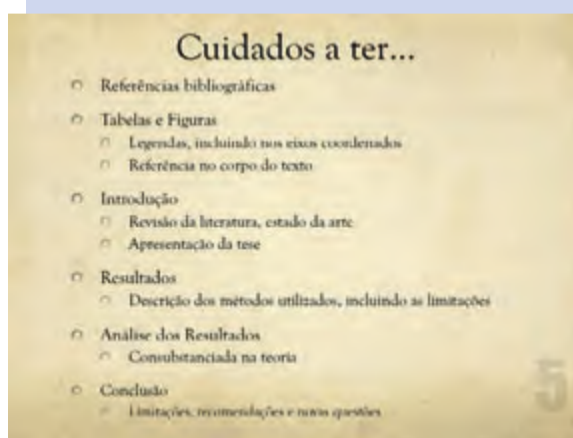 Cuidados a ter...
Referências bibliográficas
Tabelas e Figuras
Legendas, incluindo nos eixos coordenados
Referência no corpo do texto
Introdução
Revisão da literatura, estado da arte
Apresentação da tese
Resultados
Descrição dos métodos utilizados, incluindo as limitações
Análise dos Resultados
Consubstanciada na teoria
Conclusão
Limitações, recomendações e novas questões
5